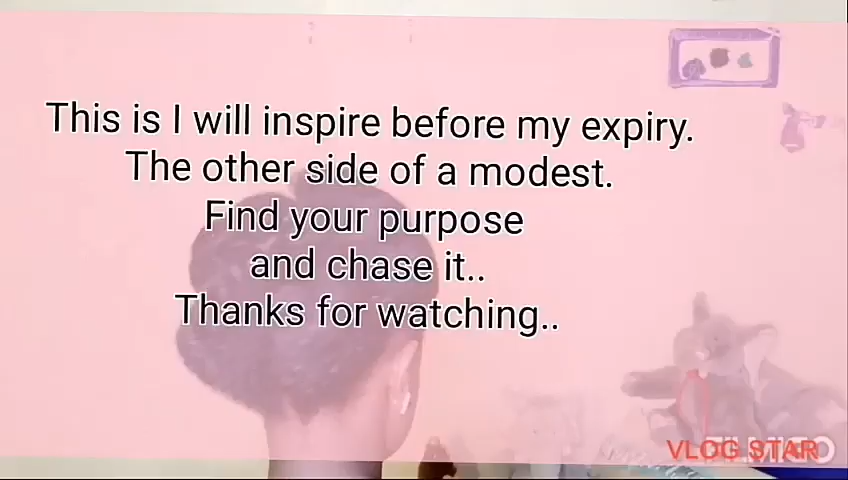 This is I will inspire before my expiry.
The other side of a modest.
Find your purpose
and chase it..
Thanks for watching..
VLOG STAR